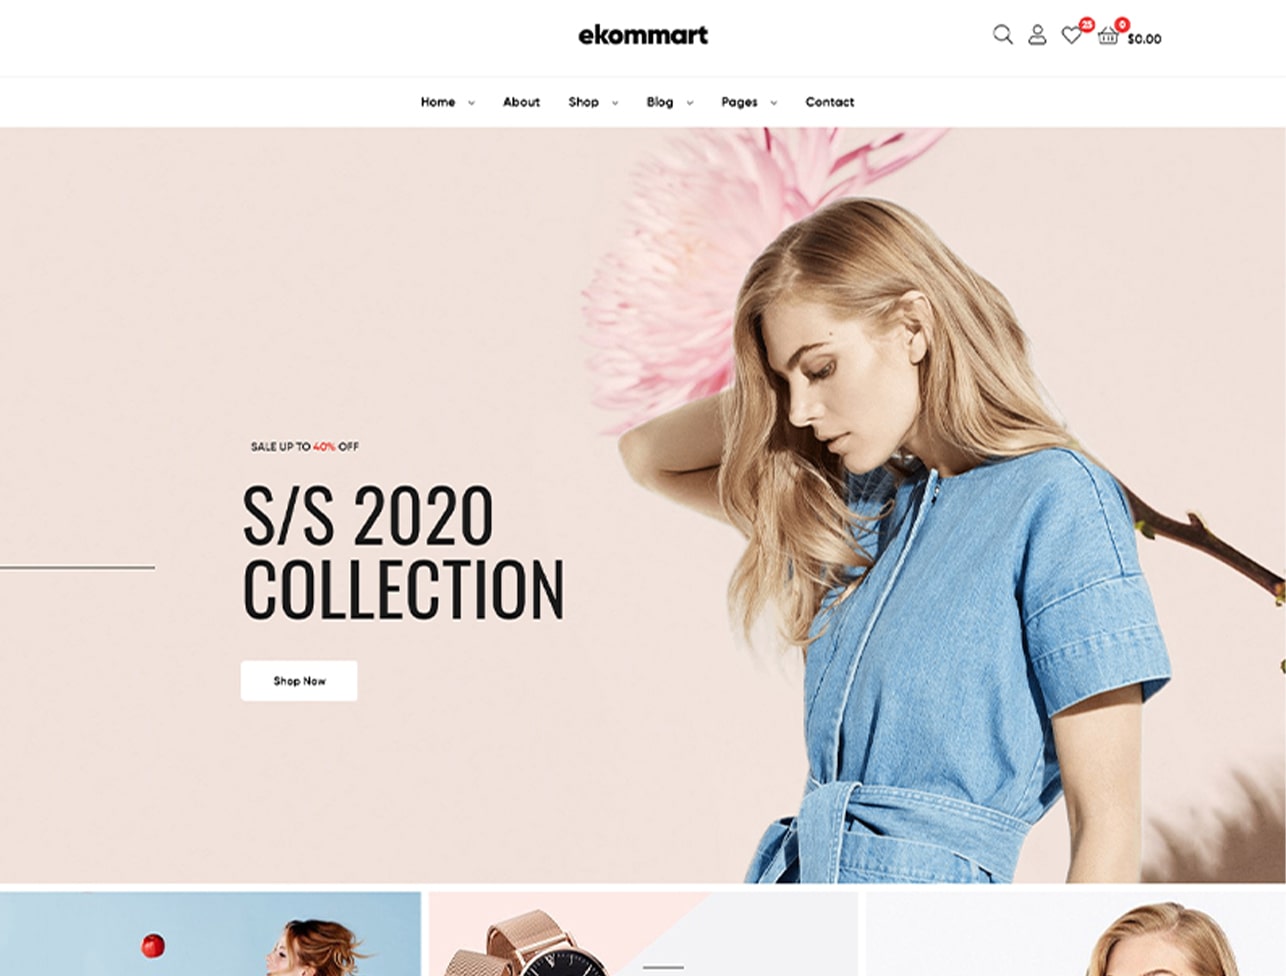 ekommart
25
0
$0.00
Home About Shop Blog Pages Contact
SALE UP TO 40% OFF
S/S 2020
COLLECTION
Shop Now